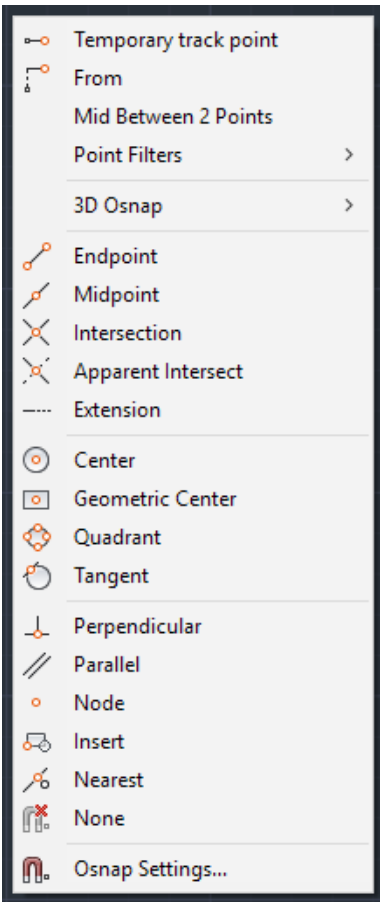 Temporary track point
From
Mid Between 2 Points
Point Filters
3D Osnap
Endpoint
Midpoint
Intersection
Apparent Intersect
Extension
Center
Geometric Center
Quadrant
Tangent
Perpendicular
Parallel
Node
Insert
Nearest
None
Osnap Settings...